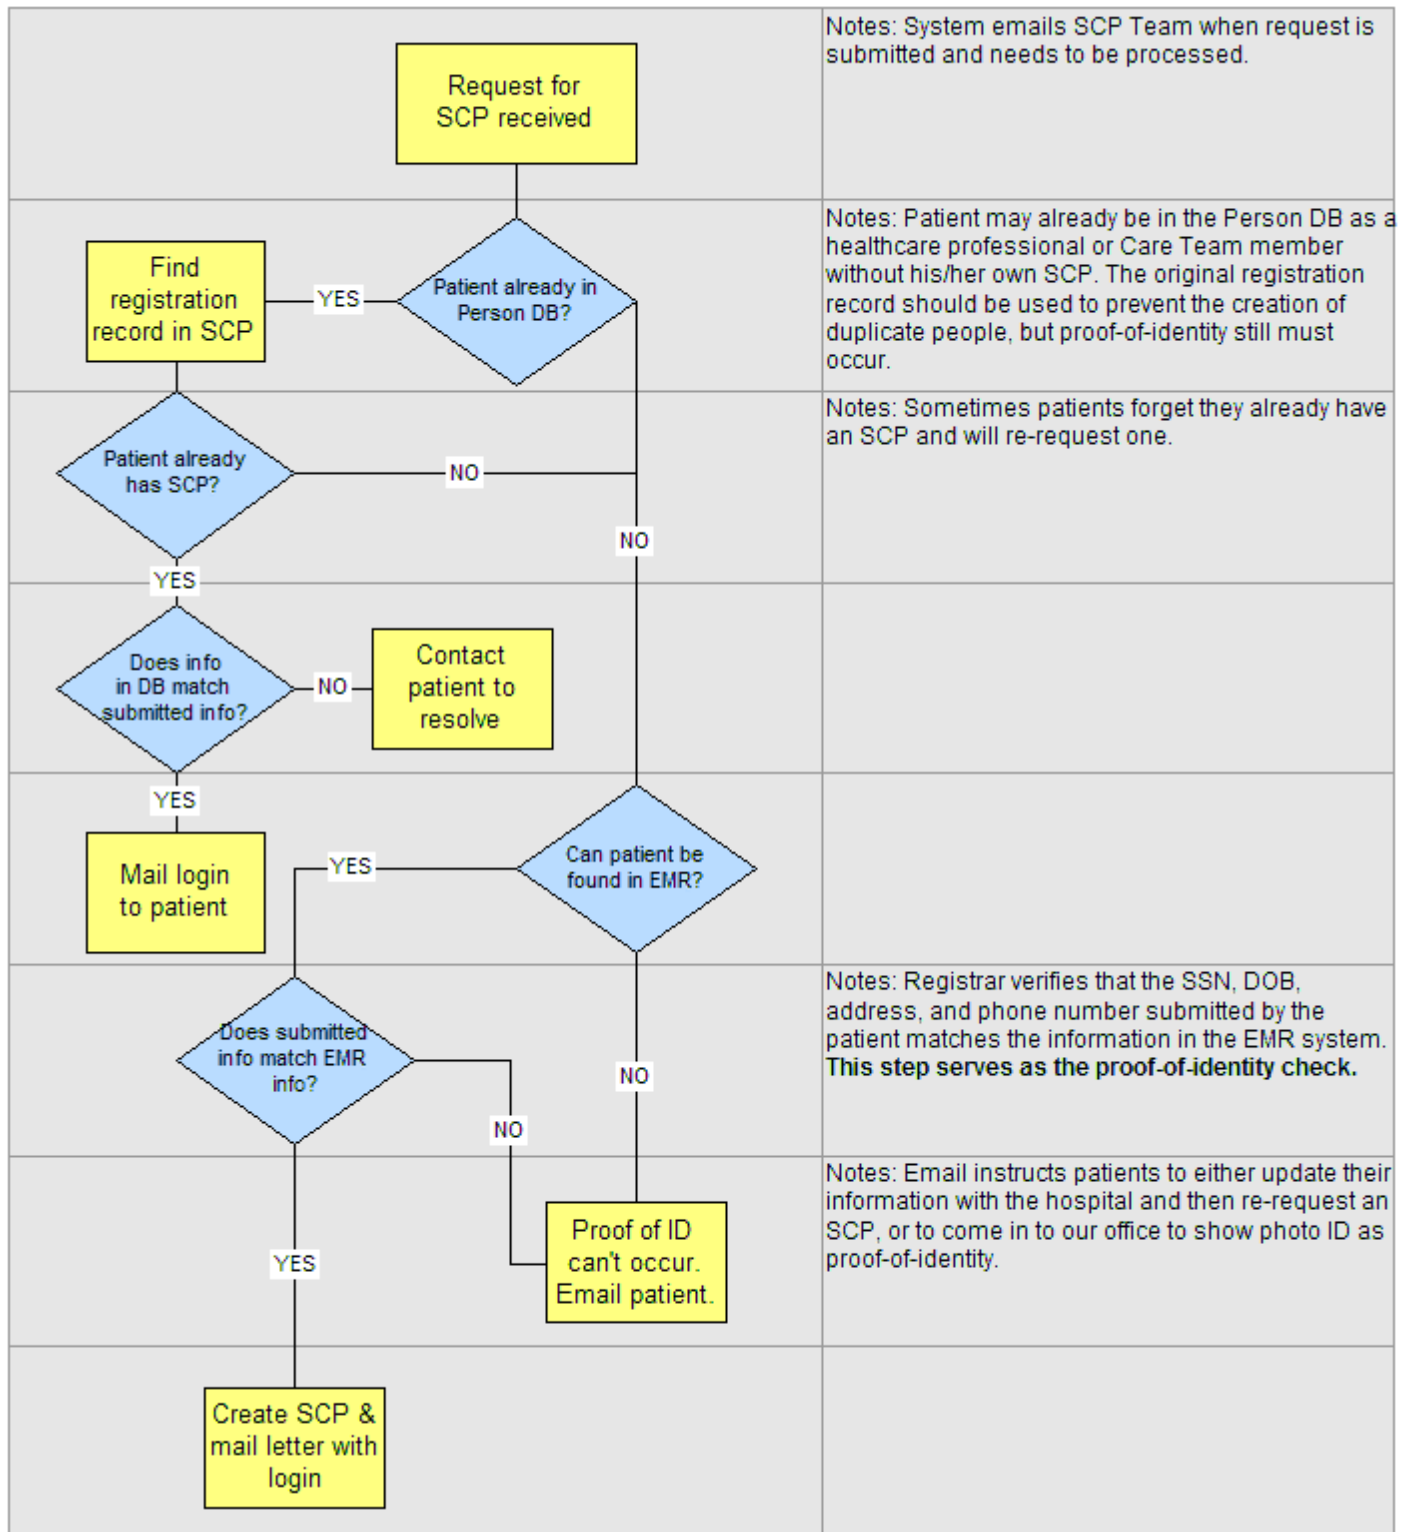 Request for
SCP received
Notes: System emails SCP Team when request is
submitted and needs to be processed.
Find
registration
record in SCP
YES
Patient already in
Person DB?
Notes: Patient may already be in the Person DB as a
healthcare professional or Care Team member
without his/her own SCP. The original registration
record should be used to prevent the creation of
duplicate people, but proof-of-identity still must
occur.
Patient already
has SCP?
NO
NO
YES
Notes: Sometimes patients forget they already have
an SCP and will re-request one.
Does info
in DB match
submitted info?
NO
Contact
patient to
resolve
YES
Mail login
to patient
YES
Can patient be
found in EMR?
Does submitted
info match EMR
info?
NO
NO
Notes: Registrar verifies that the SSN, DOB,
address, and phone number submitted by the
patient matches the information in the EMR system.
This step serves as the proof-of-identity check.
YES
Proof of ID
can't occur.
Email patient.
Notes: Email instructs patients to either update their
information with the hospital and then re-request an
SCP, or to come in to our office to show photo ID as
proof-of-identity.
Create SCP &
mail letter with
login